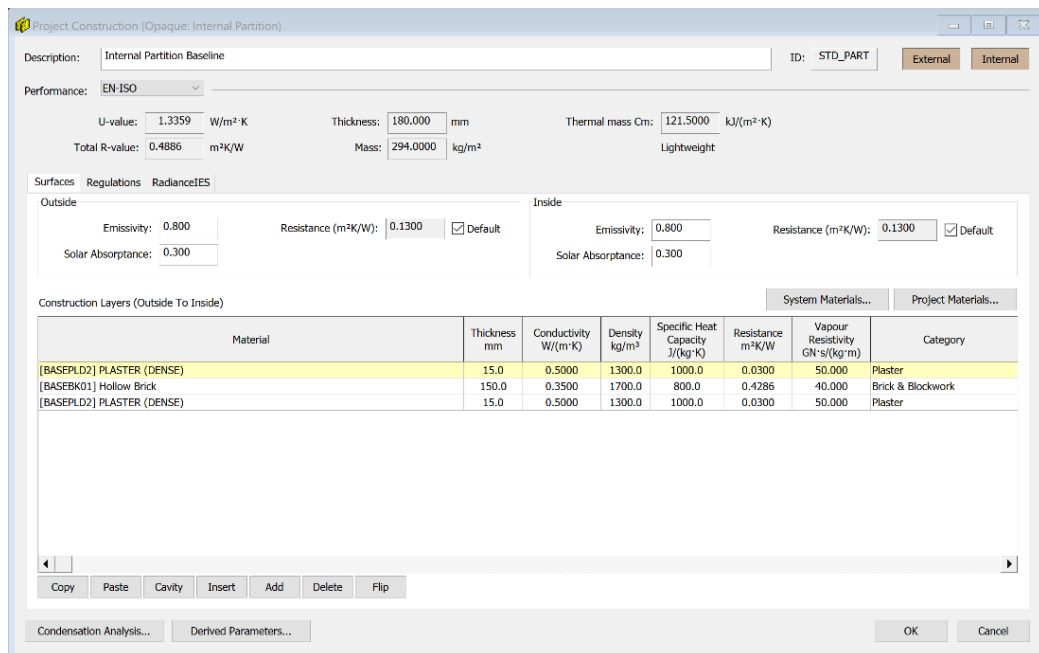 Project Construction (Opaque: Internal Partition)
Description: Internal Partition Baseline ID: STD_PART External Internal
Performance: EN-ISO
U-value: 1.3359 W/m²·K Thickness: 180.000 mm Thermal mass Cm: 121.5000 kJ/(m²·K)
Total R-value: 0.4886 m²K/W Mass: 294.0000 kg/m² Lightweight
Surfaces Regulations RadianceIES
Outside Inside
Emissivity: 0.800 Resistance (m²K/W): 0.1300 Default Emissivity: 0.800 Resistance (m²K/W): 0.1300 Default
Solar Absorptance: 0.300 Solar Absorptance: 0.300
Construction Layers (Outside To Inside) System Materials... Project Materials...
Material Thickness mm Conductivity W/(m·K) Density kg/m³ Specific Heat Capacity J/(kg·K) Resistance m²K/W Vapour Resistivity GN·s/(kg·m) Category
[BASEPLD2] PLASTER (DENSE) 15.0 0.5000 1300.0 1000.0 0.0300 50.000 Plaster
[BASEBK01] Hollow Brick 150.0 0.3500 1700.0 800.0 0.4286 40.000 Brick & Blockwork
[BASEPLD2] PLASTER (DENSE) 15.0 0.5000 1300.0 1000.0 0.0300 50.000 Plaster
Copy Paste Cavity Insert Add Delete Flip
Condensation Analysis... Derived Parameters... OK Cancel